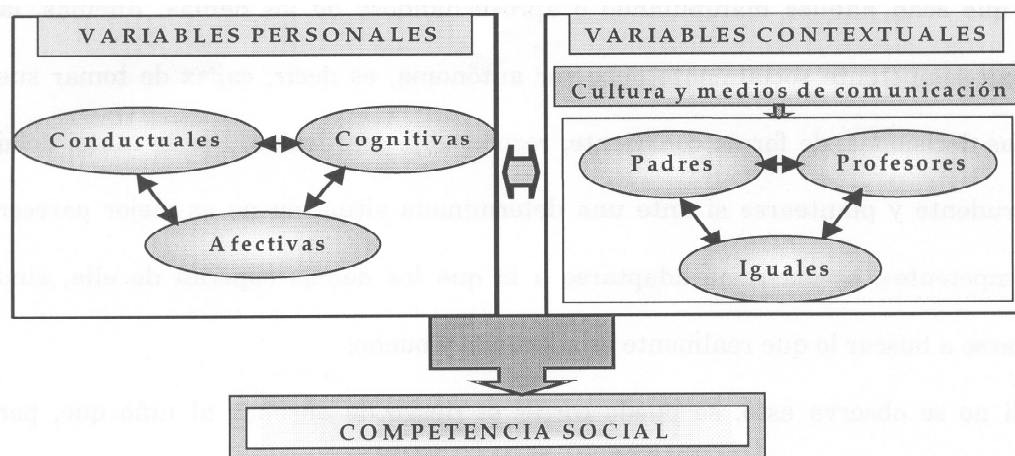 VARIABLES PERSONALES
Conductuales
Cognitivas
Afectivas
VARIABLES CONTEXTUALES
Cultura y medios de comunicación
Padres
Profesores
Iguales
COMPETENCIA SOCIAL